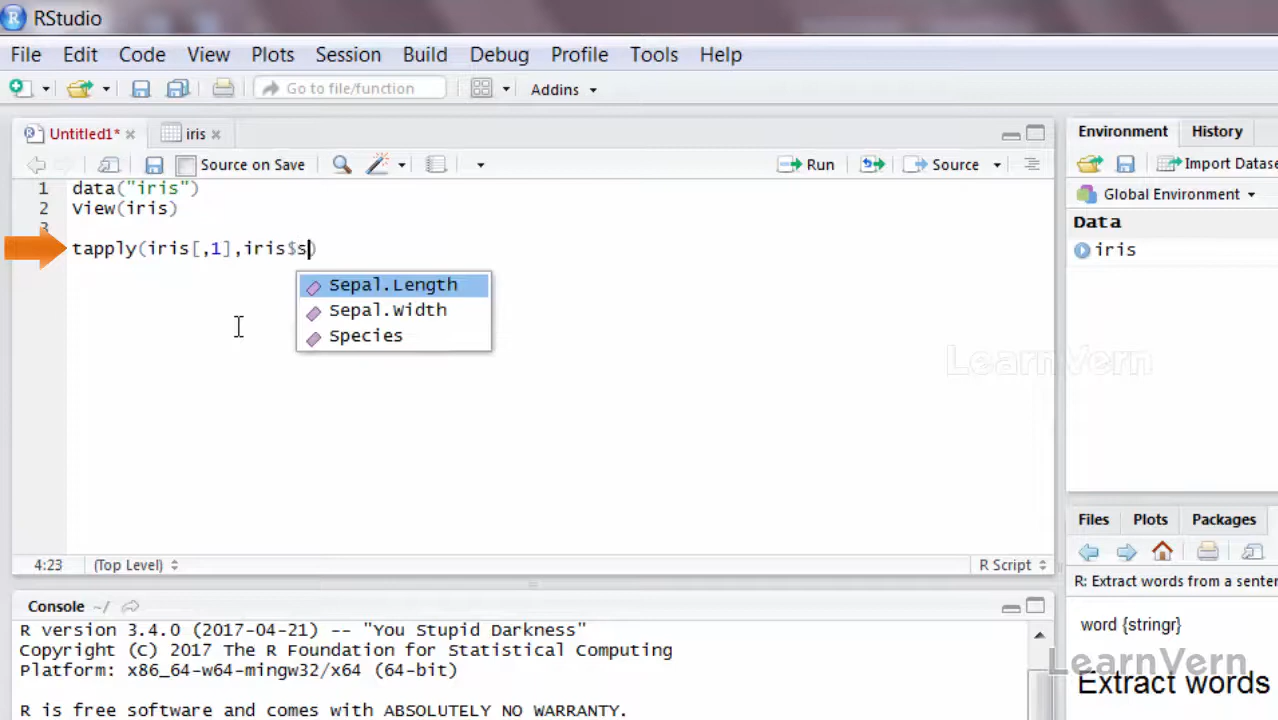 RStudio
File Edit Code View Plots Session Build Debug Profile Tools Help
Go to file/function Addins
Untitled1* iris
Source on Save Run Source
1 data("iris")
2 View(iris)
3
tapply(iris[,1],iris$s)
Sepal.Length
Sepal.Width
Species
4:23 (Top Level) R Script
Console ~/
R version 3.4.0 (2017-04-21) -- "You Stupid Darkness"
Copyright (C) 2017 The R Foundation for Statistical Computing
Platform: x86_64-w64-mingw32/x64 (64-bit)
R is free software and comes with ABSOLUTELY NO WARRANTY.
Environment History
Import Datase
Global Environment
Data
iris
LearnVern
Files Plots Packages
R: Extract words from a senten
word {stringr}
LearnVern
Extract words